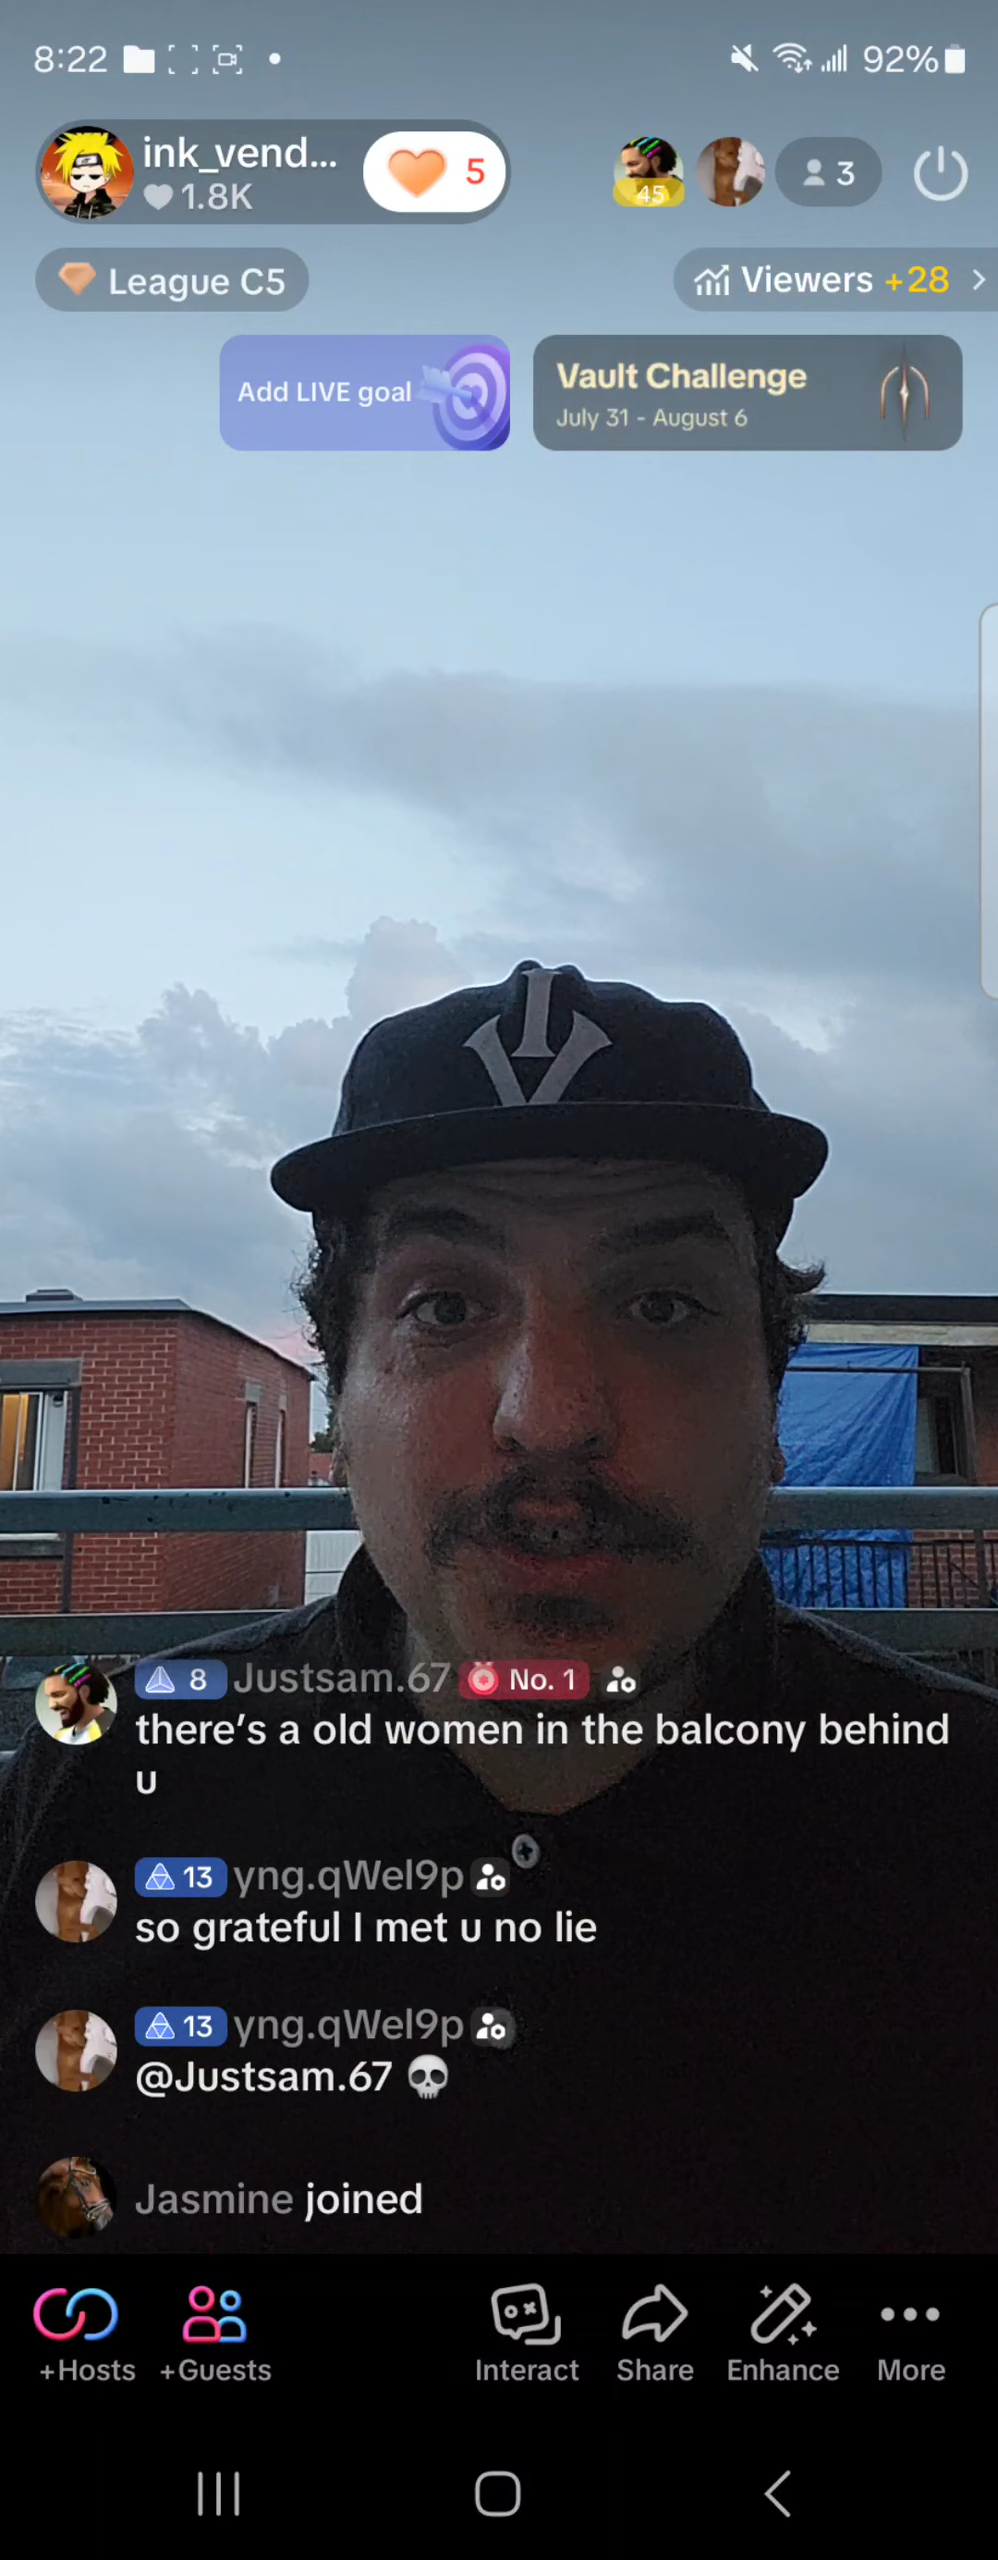 8:22
92%
ink_vend...
1.8K
5
45
3
League C5
Viewers +28
Add LIVE goal
Vault Challenge
July 31 - August 6
IV
8 Justsam.67 No. 1
there's a old women in the balcony behind
u
13 yng.qWel9p
so grateful I met u no lie
13 yng.qWel9p
@Justsam.67 💀
Jasmine joined
+Hosts
+Guests
Interact
Share
Enhance
More